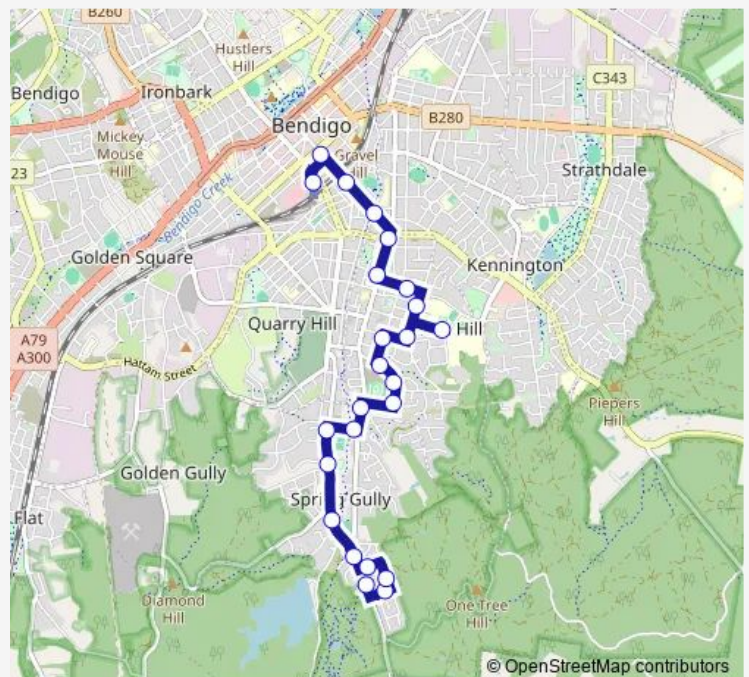 B260
Hustlers
Hill
C343
Bendigo
Ironbark
Bendigo
B280
Mickey
Mouse
Hill
Gravel
Hill
Strathdale
23
Bendigo Creek
Golden Square
Kennington
Quarry Hill
Hill
A79
A300
Hattam Street
Piepers
Hill
Golden Gully
Spring Gully
Flat
Diamond
Hill
One Tree
Hill
© OpenStreetMap contributors